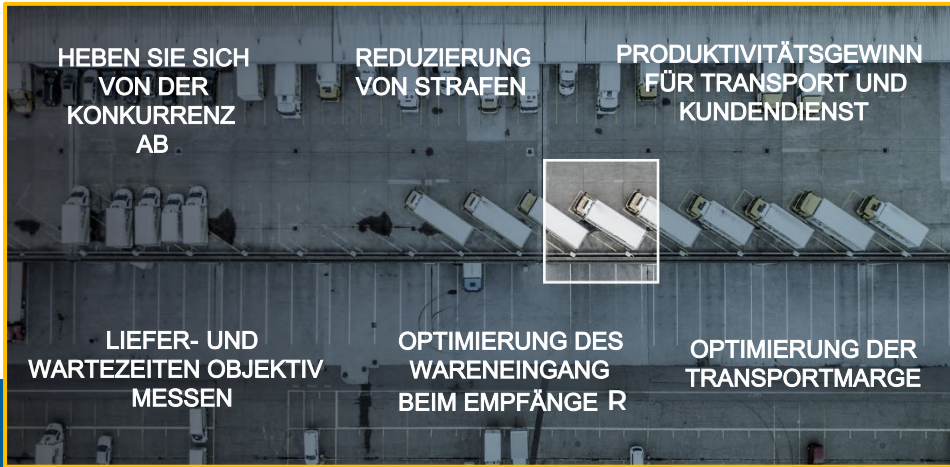 HEBEN SIE SICH
VON DER
KONKURRENZ
AB
REDUZIERUNG
VON STRAFEN
PRODUKTIVITÄTSGEWINN
FÜR TRANSPORT UND
KUNDENDIENST
LIEFER- UND
WARTEZEITEN OBJEKTIV
MESSEN
OPTIMIERUNG DES
WARENEINGANG
BEIM EMPFÄNGE R
OPTIMIERUNG DER
TRANSPORTMARGE